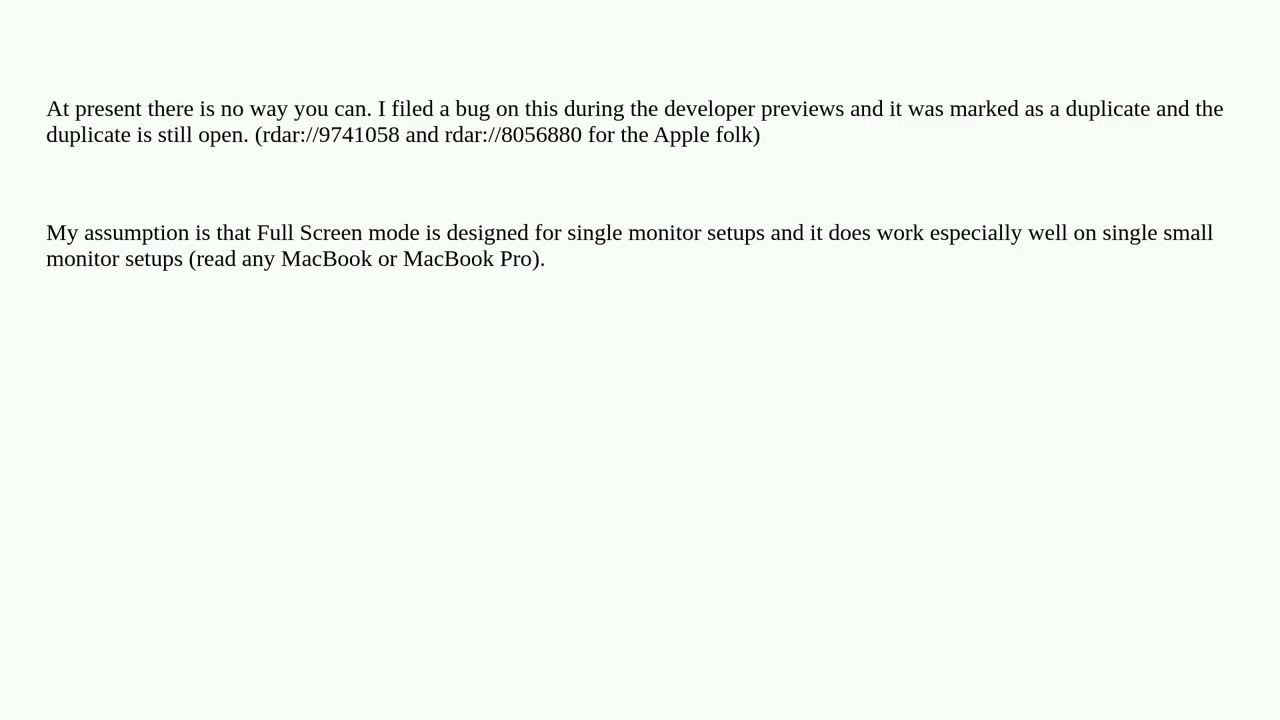 At present there is no way you can. I filed a bug on this during the developer previews and it was marked as a duplicate and the
duplicate is still open. (rdar://9741058 and rdar://8056880 for the Apple folk)
My assumption is that Full Screen mode is designed for single monitor setups and it does work especially well on single small
monitor setups (read any MacBook or MacBook Pro).